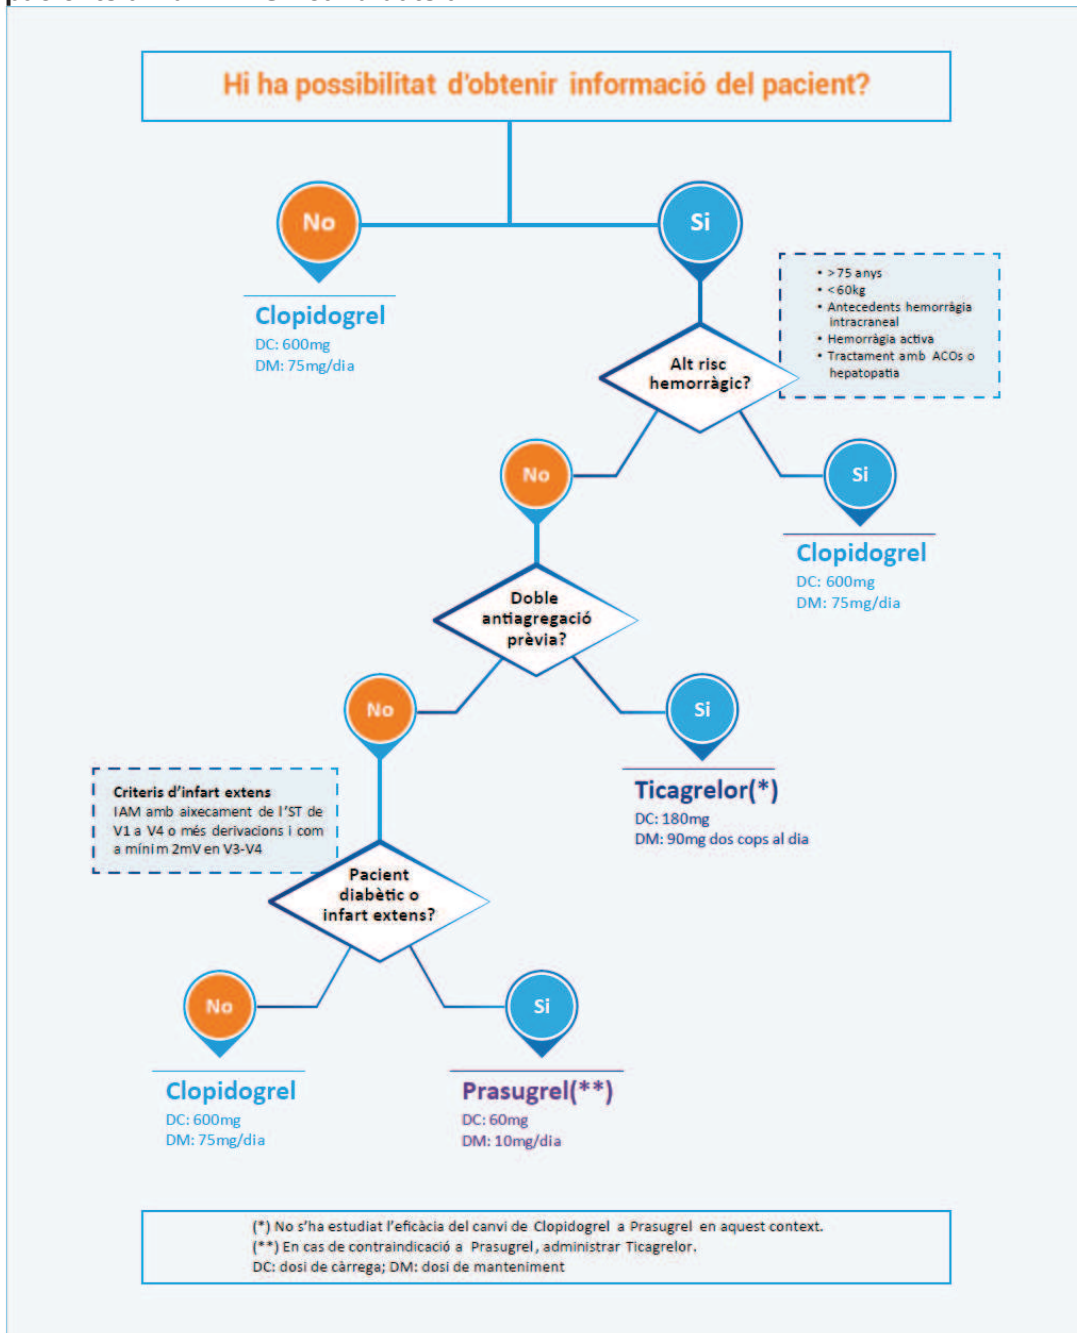 Hi ha possibilitat d'obtenir informació del pacient?
No
Si
Clopidogrel
DC: 600mg
DM: 75mg/dia
• >75 anys
• <60kg
• Antecedents hemorràgia
intracraneal
• Hemorràgia activa
• Tractament amb ACOs o
hepatopatia
Alt risc
hemorràgic?
No
Si
Clopidogrel
DC: 600mg
DM: 75mg/dia
Doble
antiagregació
prèvia?
No
Si
Ticagrelor(*)
DC: 180mg
DM: 90mg dos cops al dia
Criteris d'infart extens
IAM amb aixecament de l'ST de
V1 a V4 o més derivacions i com
a mínim 2mV en V3-V4
Pacient
diabètic o
infart extens?
No
Si
Clopidogrel
DC: 600mg
DM: 75mg/dia
Prasugrel(**)
DC: 60mg
DM: 10mg/dia
(*) No s'ha estudiat l'eficàcia del canvi de Clopidogrel a Prasugrel en aquest context.
(**) En cas de contraindicació a Prasugrel, administrar Ticagrelor.
DC: dosi de càrrega; DM: dosi de manteniment